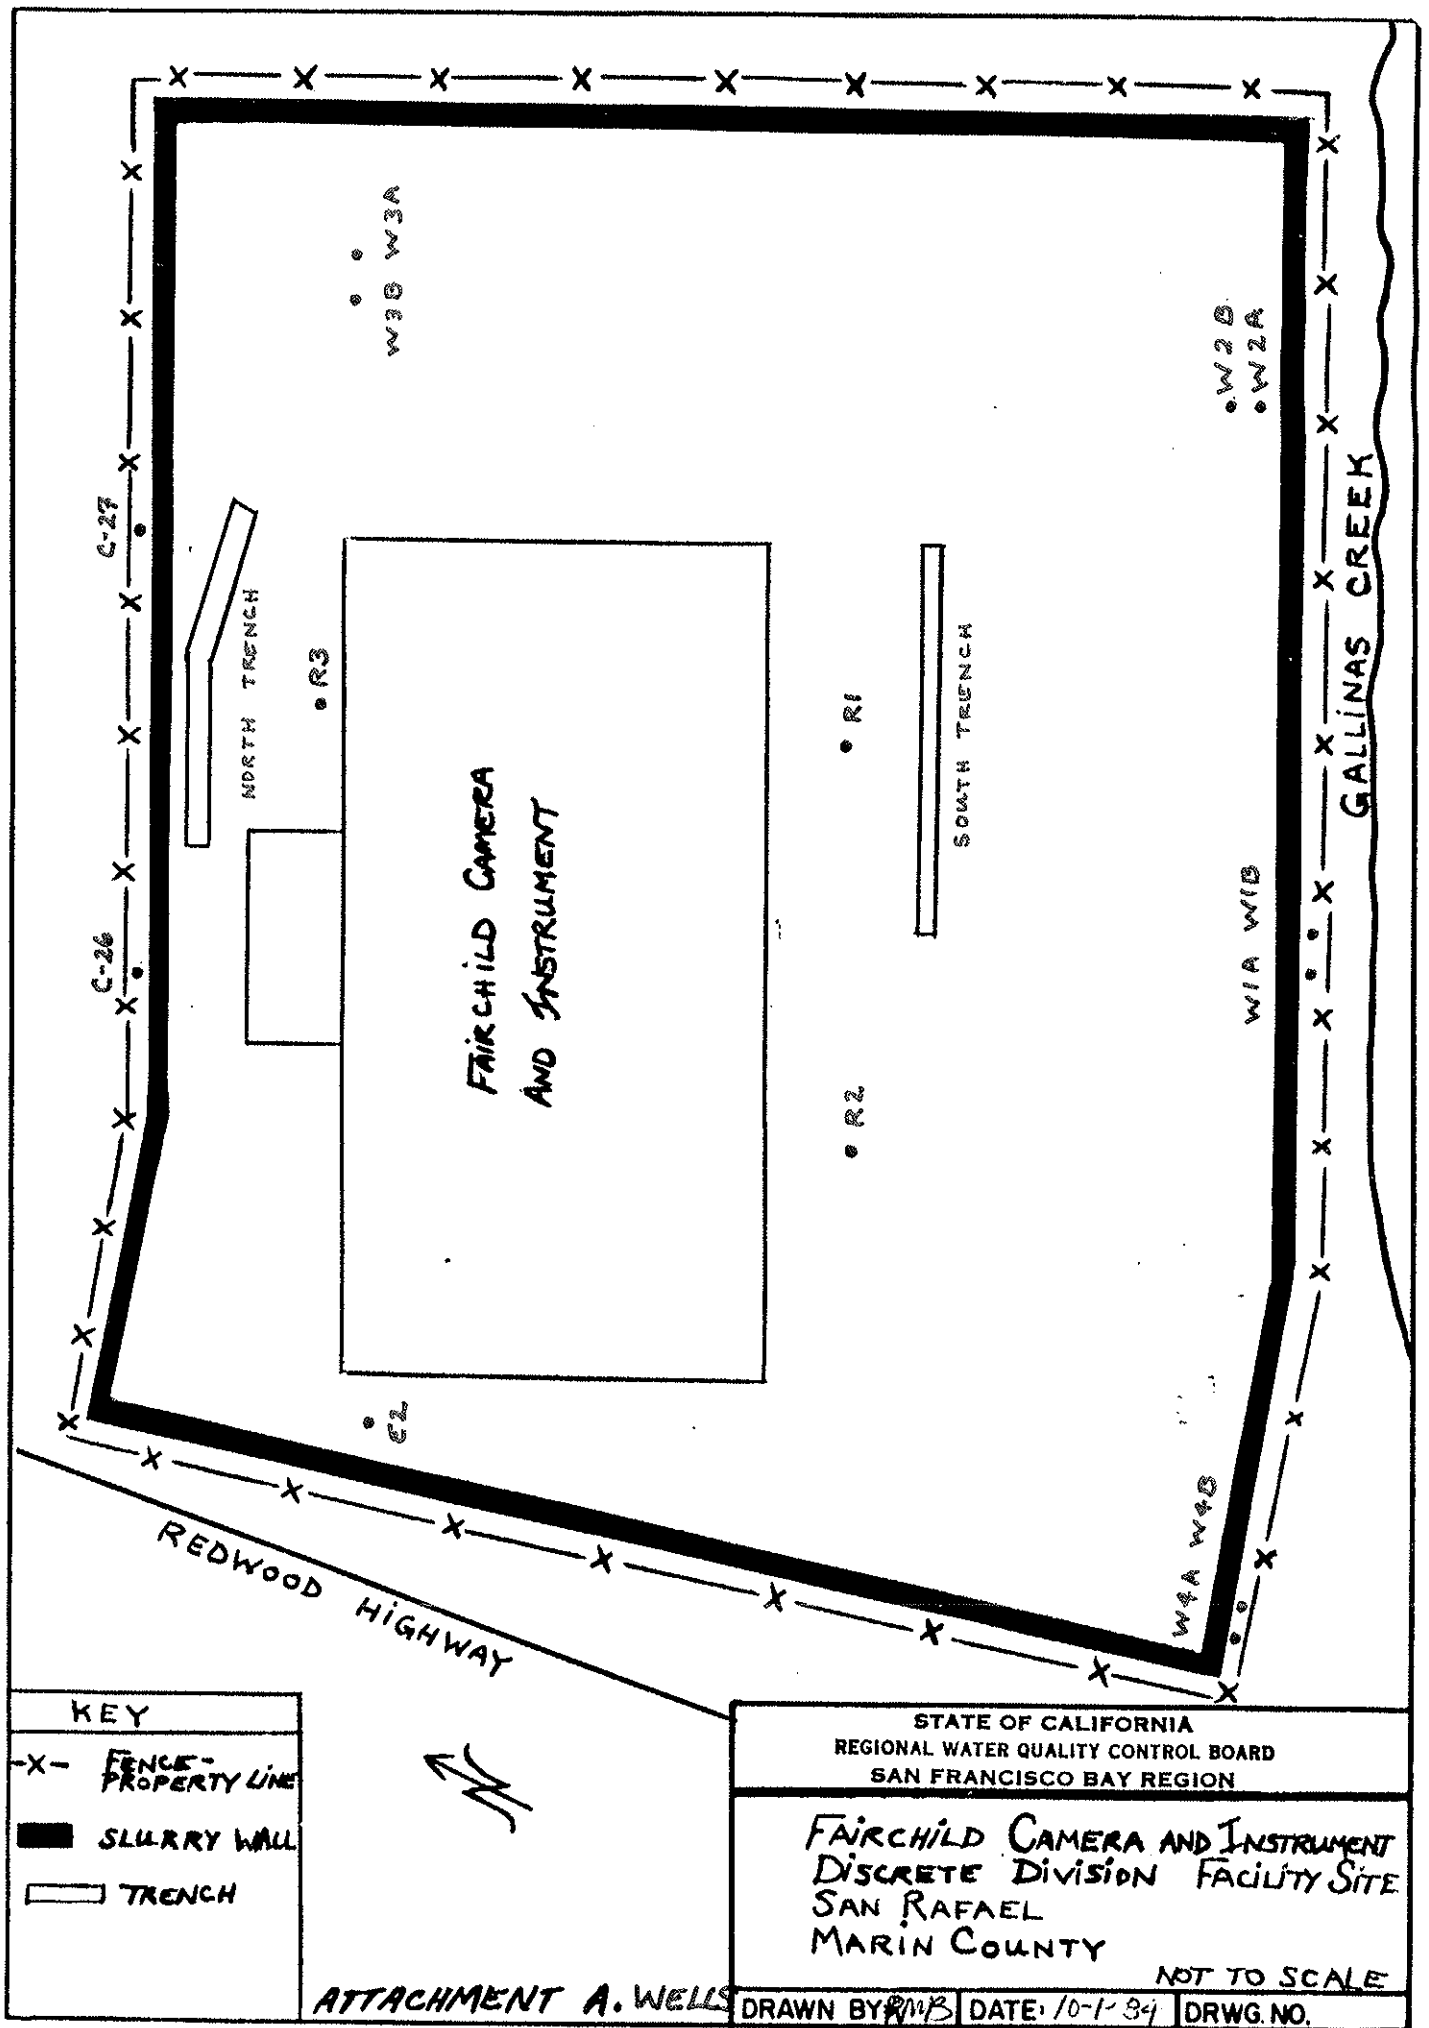 W3B W3A
W2B
W2A
C-27
NORTH TRENCH
R3
R1
SOUTH TRENCH
GALLINAS CREEK
FAIRCHILD CAMERA
AND INSTRUMENT
C-26
W1A W1B
R2
E2
W4A W4B
REDWOOD HIGHWAY
KEY
-X- FENCE-
PROPERTY LINE
SLURRY WALL
TRENCH
ATTACHMENT A. WELLS
STATE OF CALIFORNIA
REGIONAL WATER QUALITY CONTROL BOARD
SAN FRANCISCO BAY REGION
FAIRCHILD CAMERA AND INSTRUMENT
DISCRETE DIVISION FACILITY SITE
SAN RAFAEL
MARIN COUNTY
NOT TO SCALE
DRAWN BY RMB DATE: 10-1-84 DRWG. NO.